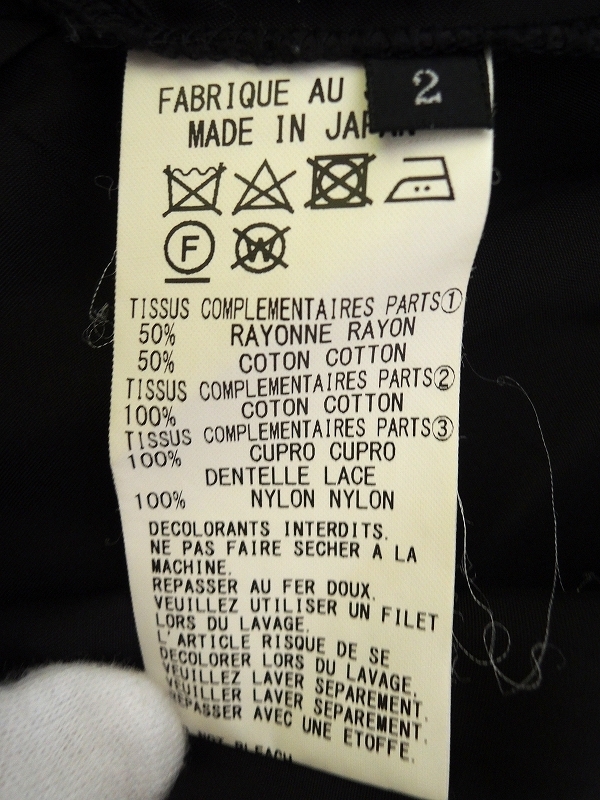 2
FABRIQUE AU
MADE IN JAPAN
F
W
TISSUS COMPLEMENTAIRES PARTS①
50% RAYONNE RAYON
50% COTON COTTON
TISSUS COMPLEMENTAIRES PARTS②
100% COTON COTTON
TISSUS COMPLEMENTAIRES PARTS③
100% CUPRO CUPRO
DENTELLE LACE
100% NYLON NYLON
DECOLORANTS INTERDITS.
NE PAS FAIRE SECHER A LA
MACHINE.
REPASSER AU FER DOUX.
VEUILLEZ UTILISER UN FILET
LORS DU LAVAGE.
L'ARTICLE RISQUE DE SE
DECOLORER LORS DU LAVAGE.
VEUILLEZ LAVER SEPAREMENT.
VEUILLER LAVER SEPAREMENT.
REPASSER AVEC UNE ETOFFE.
NOT BLEACH